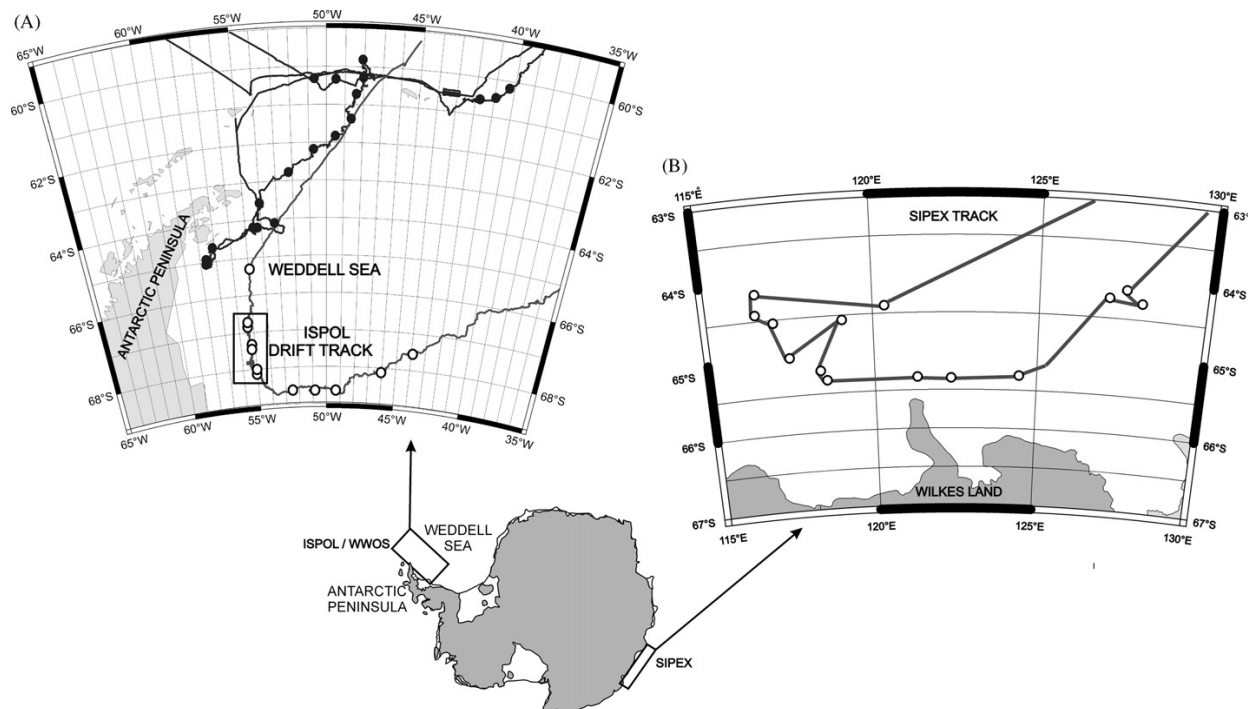 (A)
65°W
60°W
55°W
50°W
45°W
40°W
35°W
60°S
60°S
62°S
62°S
64°S
64°S
66°S
66°S
68°S
68°S
65°W
60°W
55°W
50°W
45°W
40°W
35°W
ANTARCTIC PENINSULA
WEDDELL SEA
ISPOL
DRIFT TRACK
(B)
115°E
120°E
125°E
130°E
63°S
63°S
SIPEX TRACK
64°S
64°S
65°S
65°S
66°S
66°S
WILKES LAND
67°S
67°S
115°E
120°E
125°E
130°E
ISPOL / WWOS
WEDDELL
SEA
ANTARCTIC
PENINSULA
SIPEX